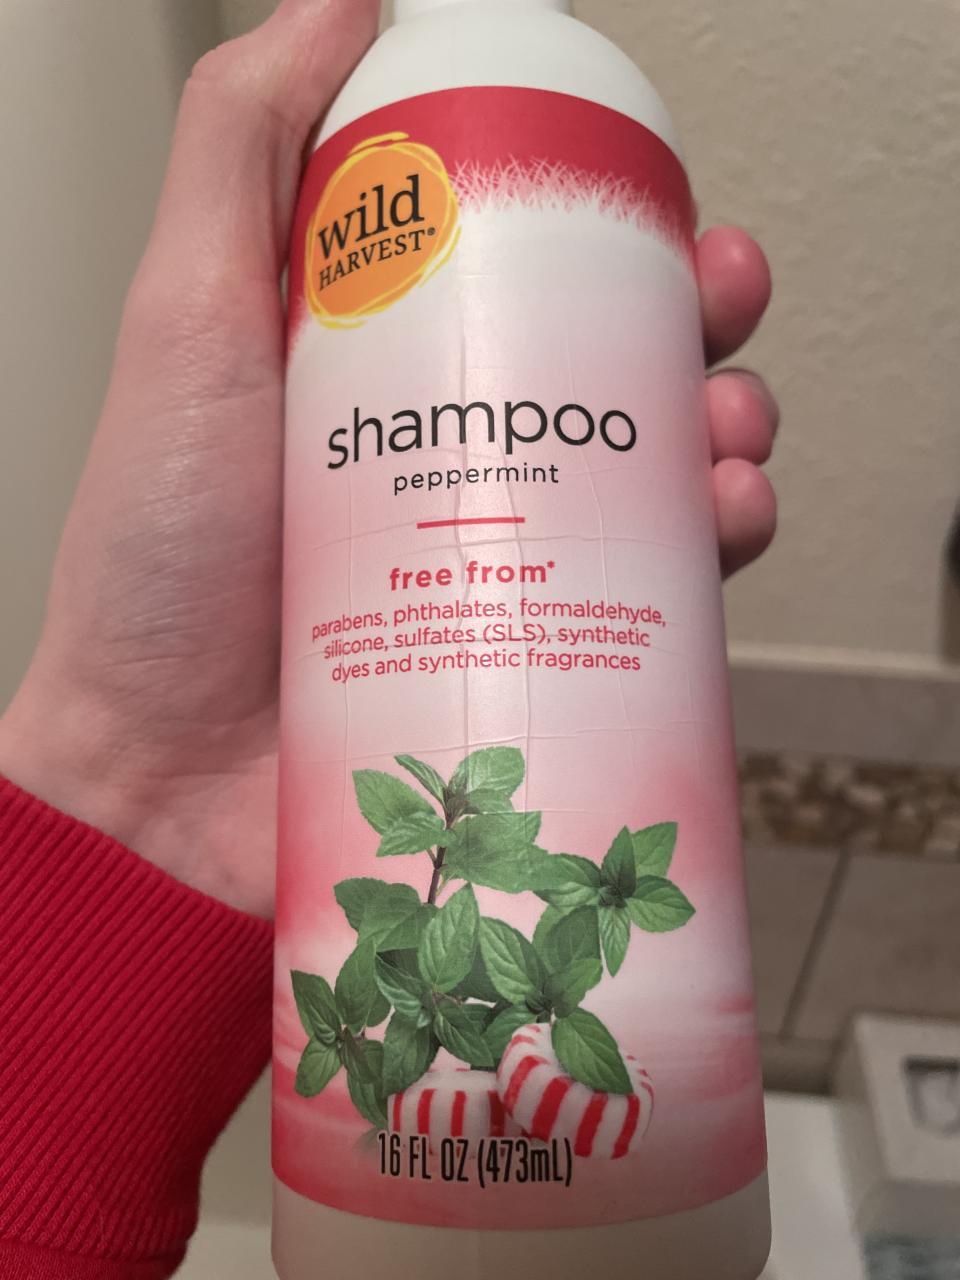 wild
HARVEST®
shampoo
peppermint
free from*
parabens, phthalates, formaldehyde,
silicone, sulfates (SLS), synthetic
dyes and synthetic fragrances
16 FL OZ (473mL)